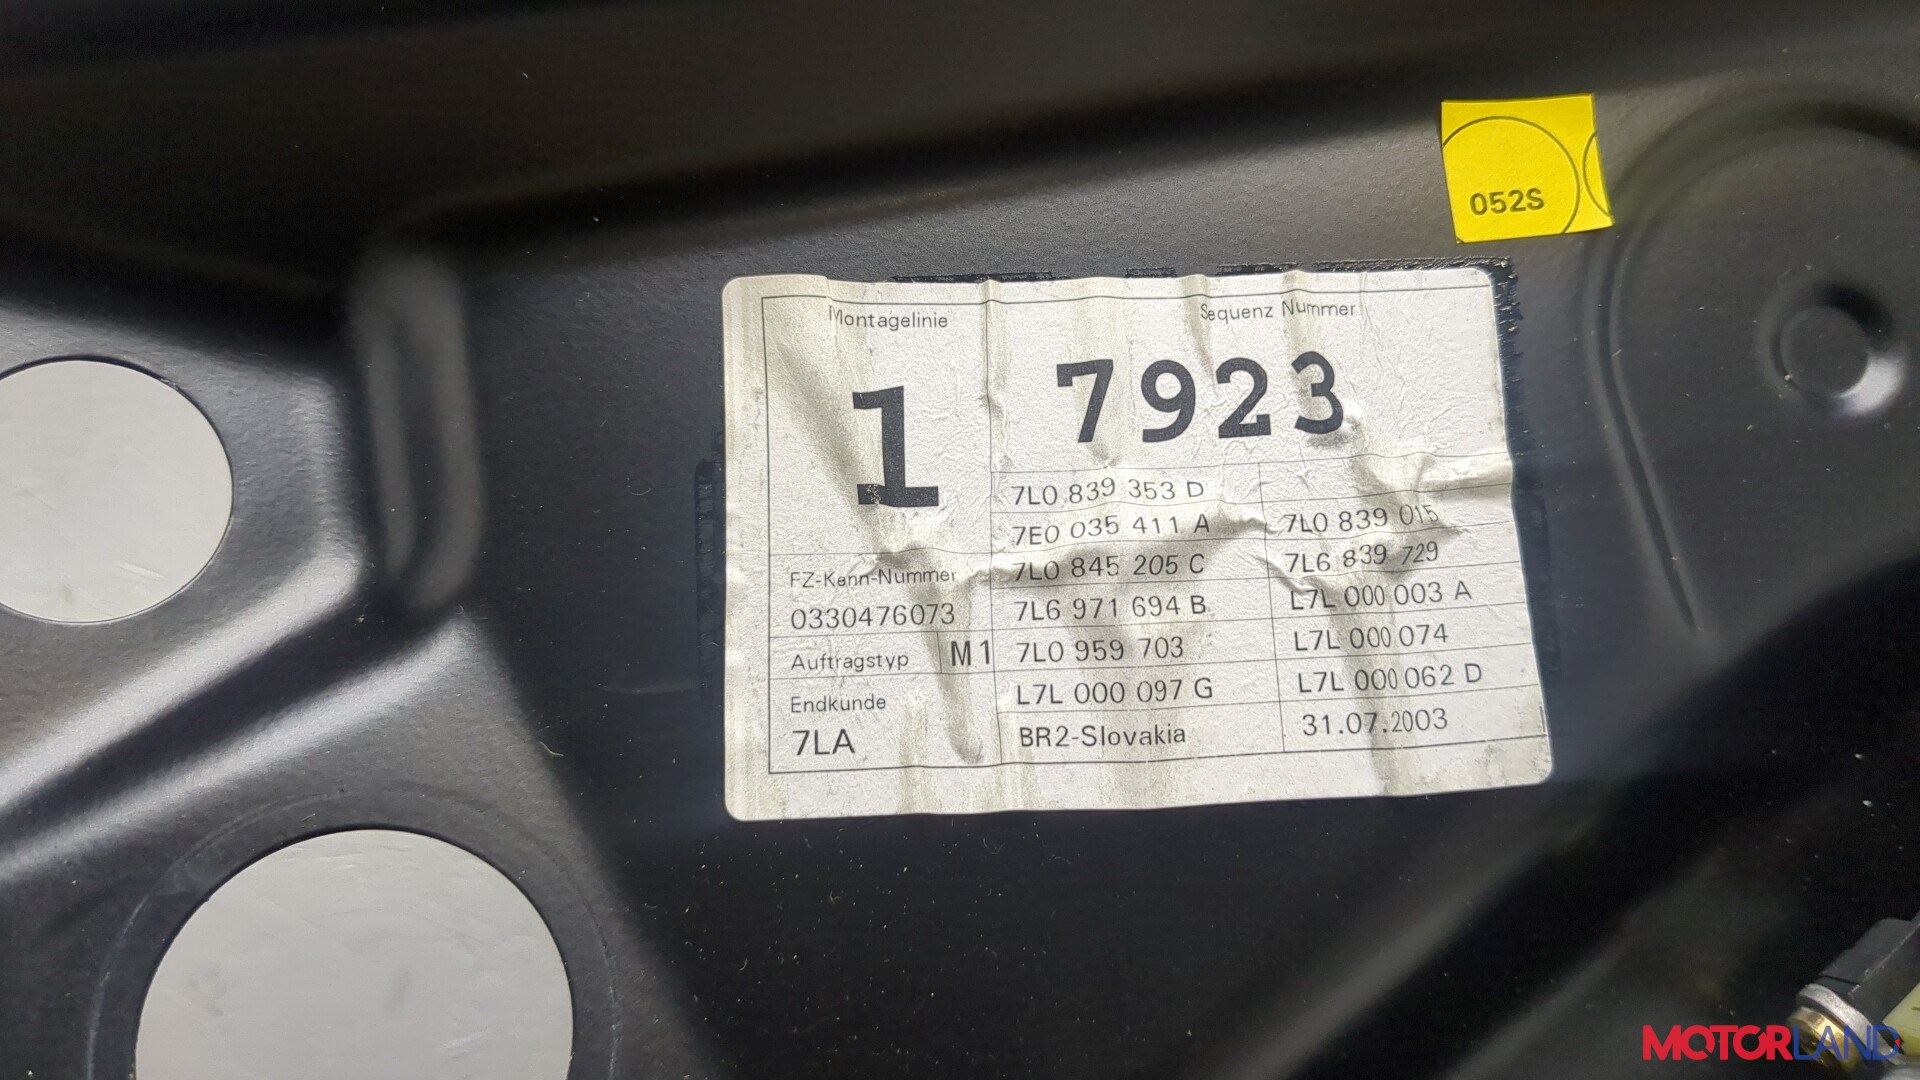 052S
Montagelinie
Sequenz Nummer
1
7923
7L0 839 353 D
7E0 035 411 A
7L0 839 015
7L0 845 205 C
7L6 839 729
FZ-Kann-Nummer
0330476073
7L6 971 694 B
L7L 000 003 A
Auftragstyp
M1
7L0 959 703
L7L 000 074
Endkunde
L7L 000 097 G
L7L 000 062 D
7LA
BR2-Slovakia
31.07.2003
MOTORLAND